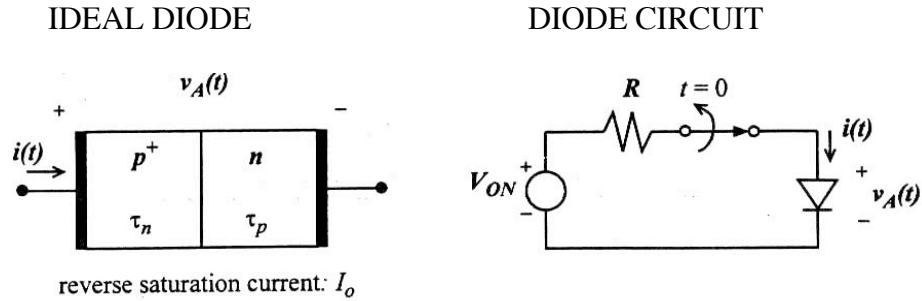 IDEAL DIODE
DIODE CIRCUIT
v_A(t)
+ −
i(t)
p⁺ n
τ_n τ_p
reverse saturation current: I_o
R t = 0
i(t)
V_ON + −
+
v_A(t)
−